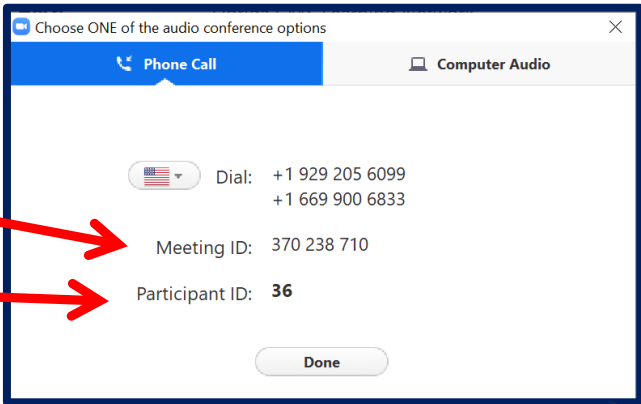 Choose ONE of the audio conference options
Phone Call
Computer Audio
Dial: +1 929 205 6099
+1 669 900 6833
Meeting ID: 370 238 710
Participant ID: 36
Done